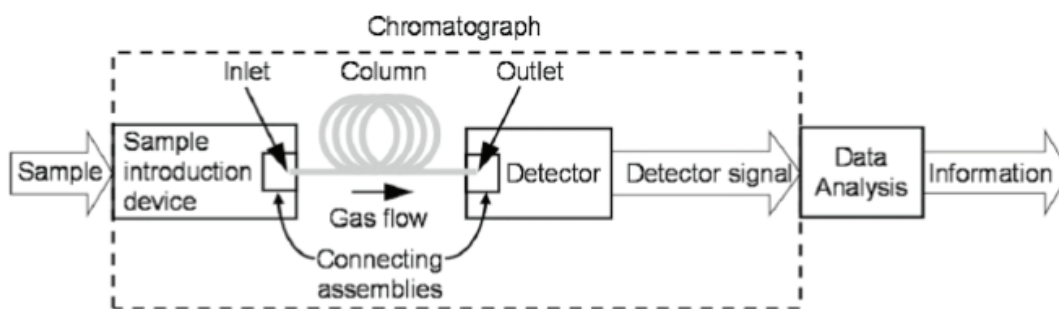 Chromatograph
Inlet
Column
Outlet
Sample
Sample
introduction
device
Gas flow
Connecting
assemblies
Detector
Detector signal
Data
Analysis
Information